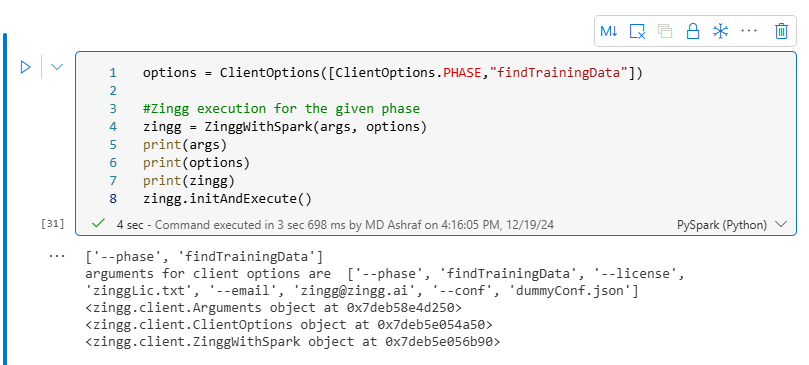 M↓
1 options = ClientOptions([ClientOptions.PHASE,"findTrainingData"])
2
3 #Zingg execution for the given phase
4 zingg = ZinggWithSpark(args, options)
5 print(args)
6 print(options)
7 print(zingg)
8 zingg.initAndExecute()
[31] 4 sec - Command executed in 3 sec 698 ms by MD Ashraf on 4:16:05 PM, 12/19/24 PySpark (Python)
['--phase', 'findTrainingData']
arguments for client options are  ['--phase', 'findTrainingData', '--license',
'zinggLic.txt', '--email', 'zingg@zingg.ai', '--conf', 'dummyConf.json']
<zingg.client.Arguments object at 0x7deb58e4d250>
<zingg.client.ClientOptions object at 0x7deb5e054a50>
<zingg.client.ZinggWithSpark object at 0x7deb5e056b90>